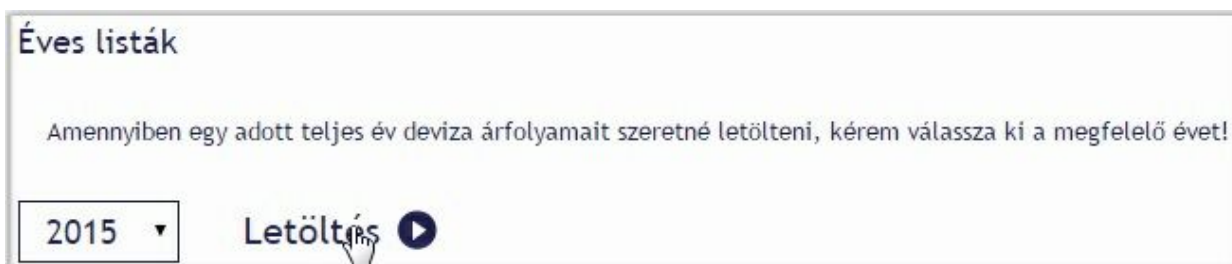 Éves listák
Amennyiben egy adott teljes év deviza árfolyamait szeretné letölteni, kérem válassza ki a megfelelő évet!
2015 Letöltés